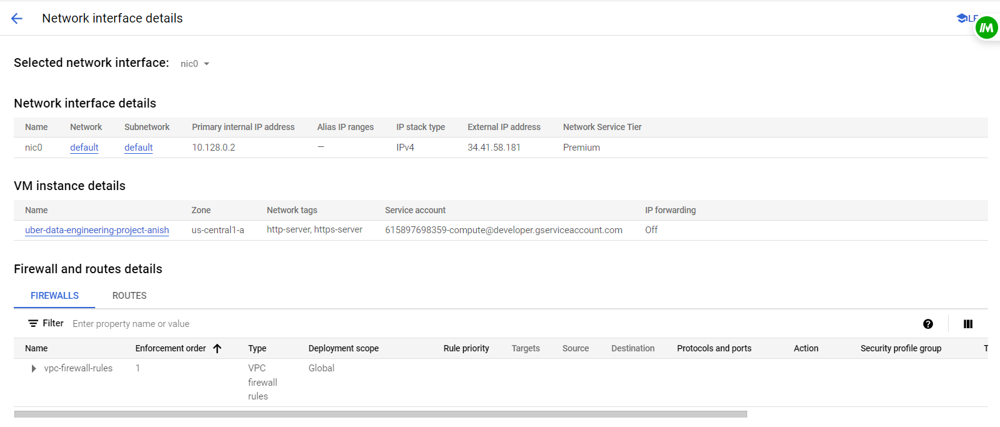 Network interface details
LE
Selected network interface: nic0
Network interface details
Name Network Subnetwork Primary internal IP address Alias IP ranges IP stack type External IP address Network Service Tier
nic0 default default 10.128.0.2 — IPv4 34.41.58.181 Premium
VM instance details
Name Zone Network tags Service account IP forwarding
uber-data-engineering-project-anish us-central1-a http-server, https-server 615897698359-compute@developer.gserviceaccount.com Off
Firewall and routes details
FIREWALLS ROUTES
Filter Enter property name or value
Name Enforcement order Type Deployment scope Rule priority Targets Source Destination Protocols and ports Action Security profile group T
vpc-firewall-rules 1 VPC Global
firewall
rules